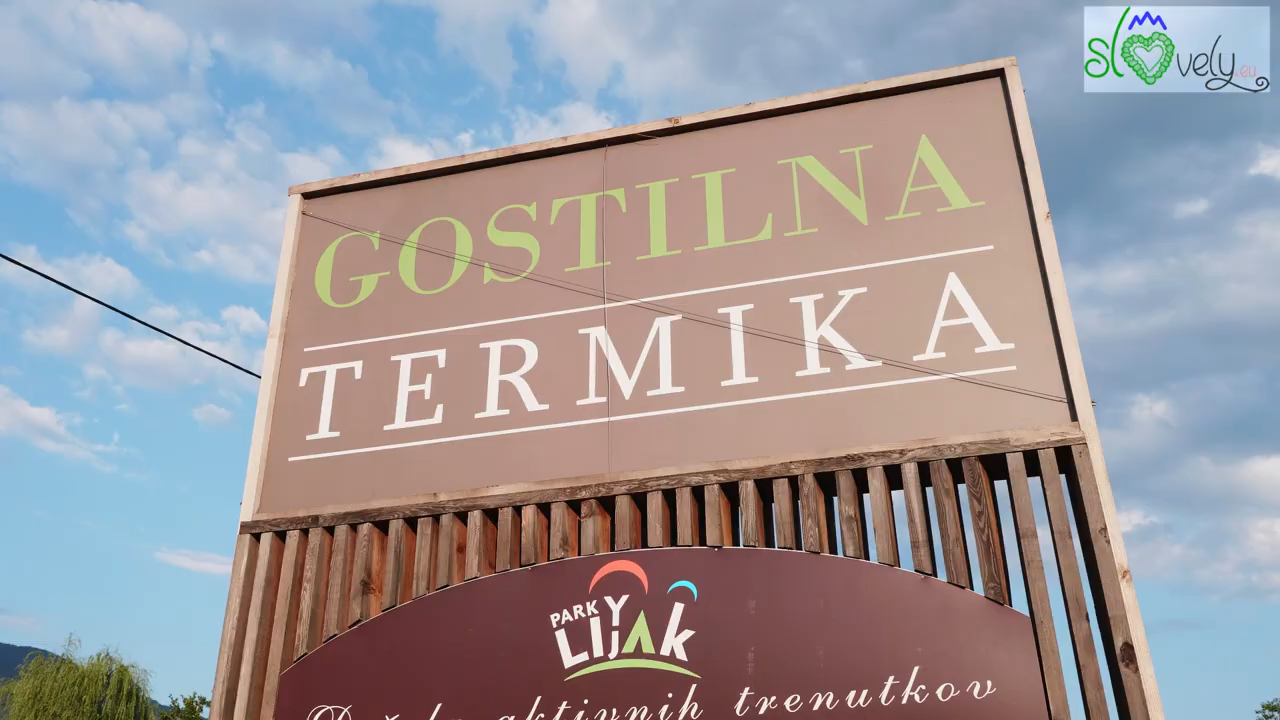 slovely.eu
GOSTILNA
TERMIKA
PARK
LIJAK
aktivnih trenutkov